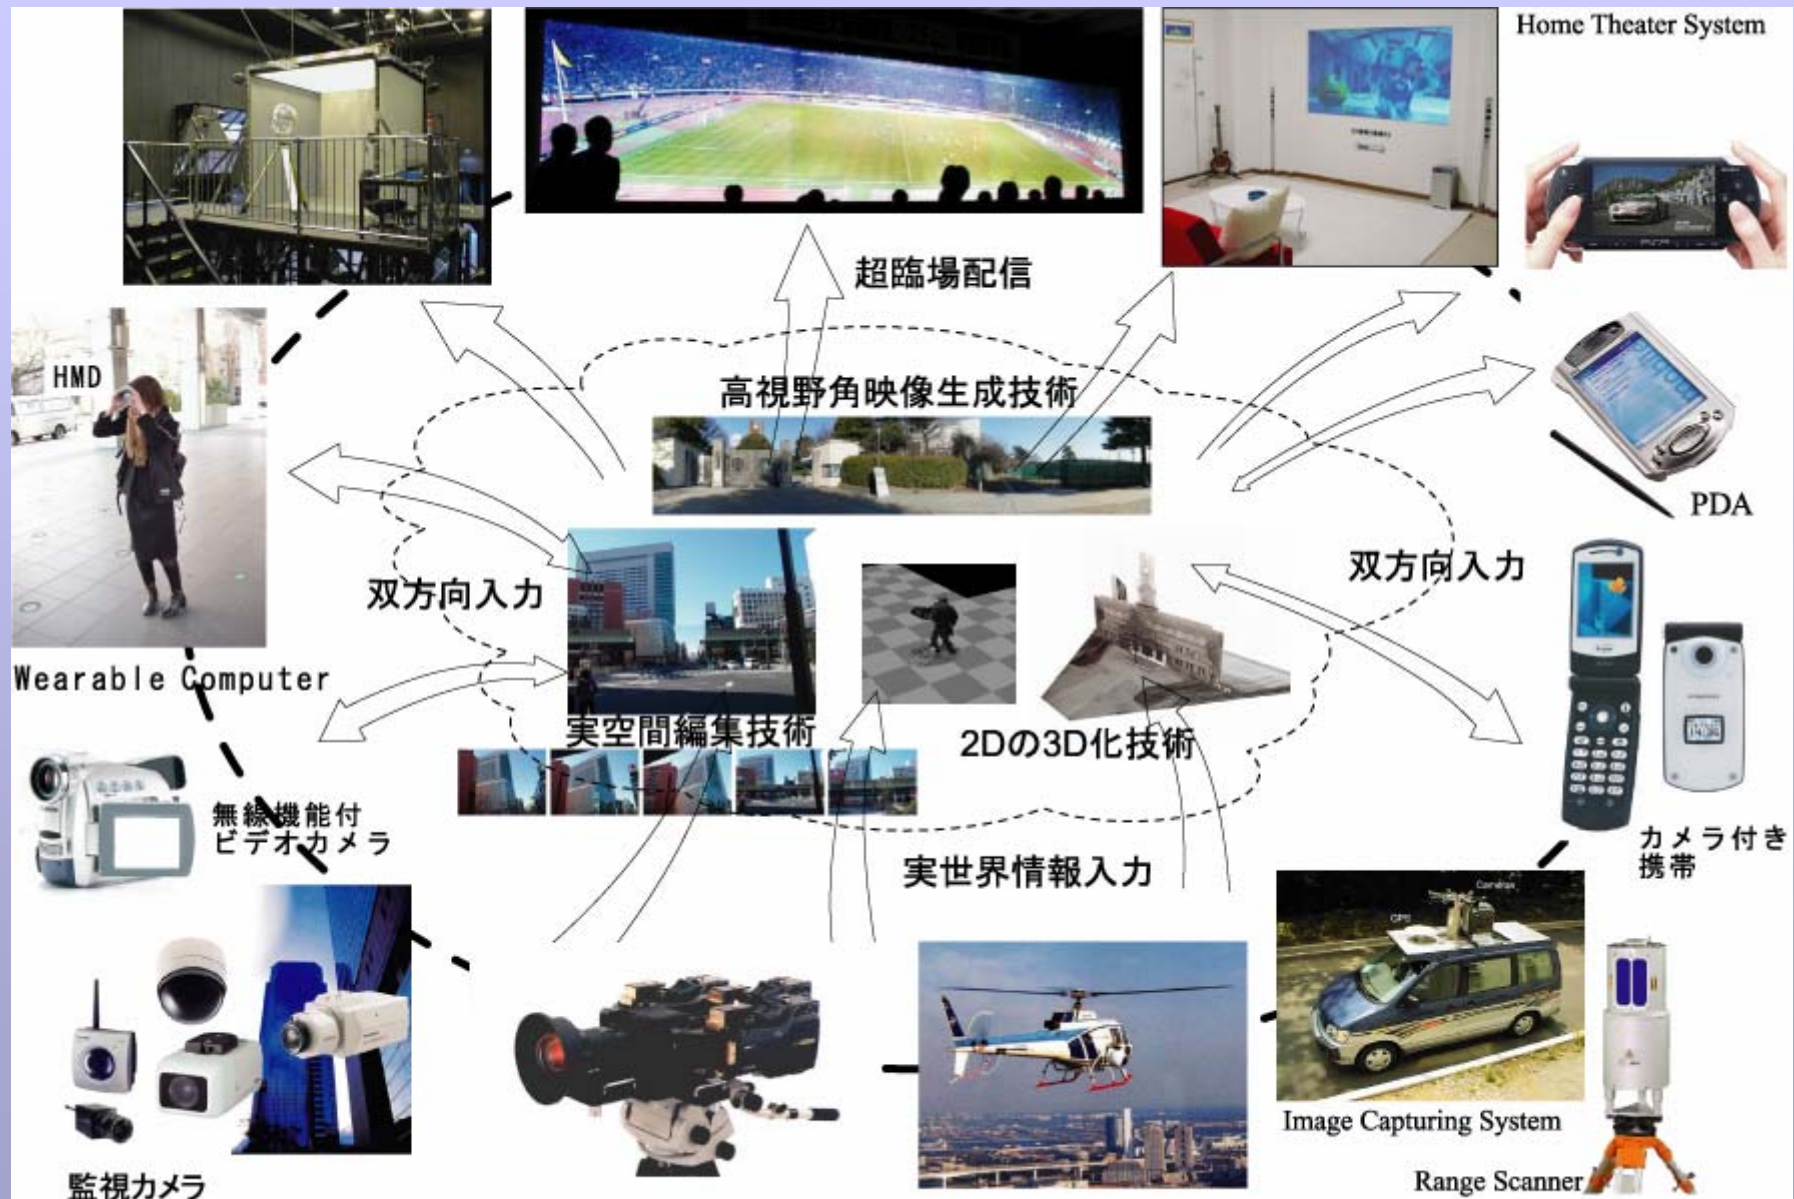 Home Theater System
PSP
超臨場配信
HMD
高視野角映像生成技術
PDA
双方向入力
双方向入力
Wearable Computer
実空間編集技術
2Dの3D化技術
無線機能付
ビデオカメラ
カメラ付き
携帯
実世界情報入力
Cameras
GPS
Image Capturing System
Range Scanner
監視カメラ